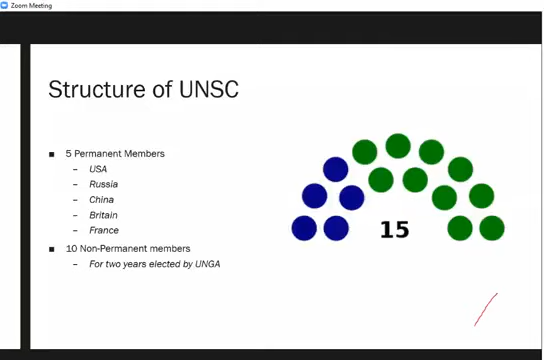 Zoom Meeting
Structure of UNSC
5 Permanent Members
– USA
– Russia
– China
– Britain
– France
10 Non-Permanent members
– For two years elected by UNGA
15